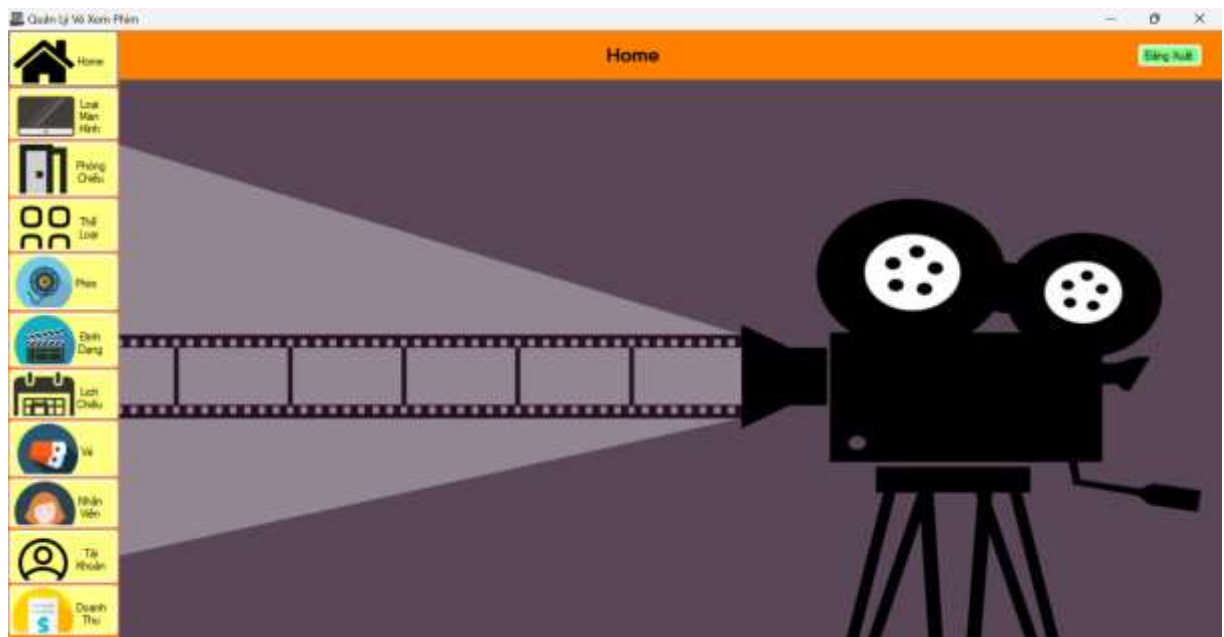 Quản Lý Vé Xem Phim
Home
Đăng Xuất
Home
Loại
Màn
Hình
Phòng
Chiếu
Thể
Loại
Phim
Định
Dạng
Lịch
Chiếu
Vé
Nhân
Viên
Tài
Khoản
Doanh
Thu
$